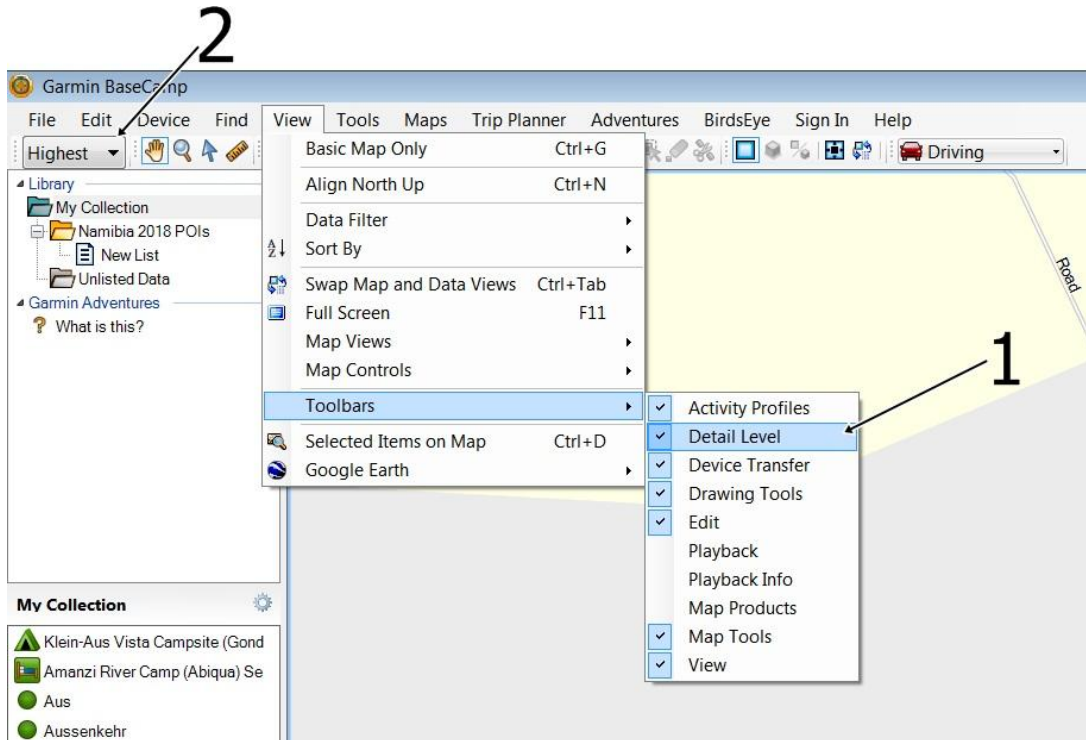 2
Garmin BaseCamp
File Edit Device Find View Tools Maps Trip Planner Adventures BirdsEye Sign In Help
Highest
Driving
Basic Map Only Ctrl+G
Align North Up Ctrl+N
Data Filter
Sort By
Swap Map and Data Views Ctrl+Tab
Full Screen F11
Map Views
Map Controls
Toolbars
Selected Items on Map Ctrl+D
Google Earth
1
Activity Profiles
Detail Level
Device Transfer
Drawing Tools
Edit
Playback
Playback Info
Map Products
Map Tools
View
Road
Library
My Collection
Namibia 2018 POIs
New List
Unlisted Data
Garmin Adventures
? What is this?
My Collection
Klein-Aus Vista Campsite (Gond
Amanzi River Camp (Abiqua) Se
Aus
Aussenkehr